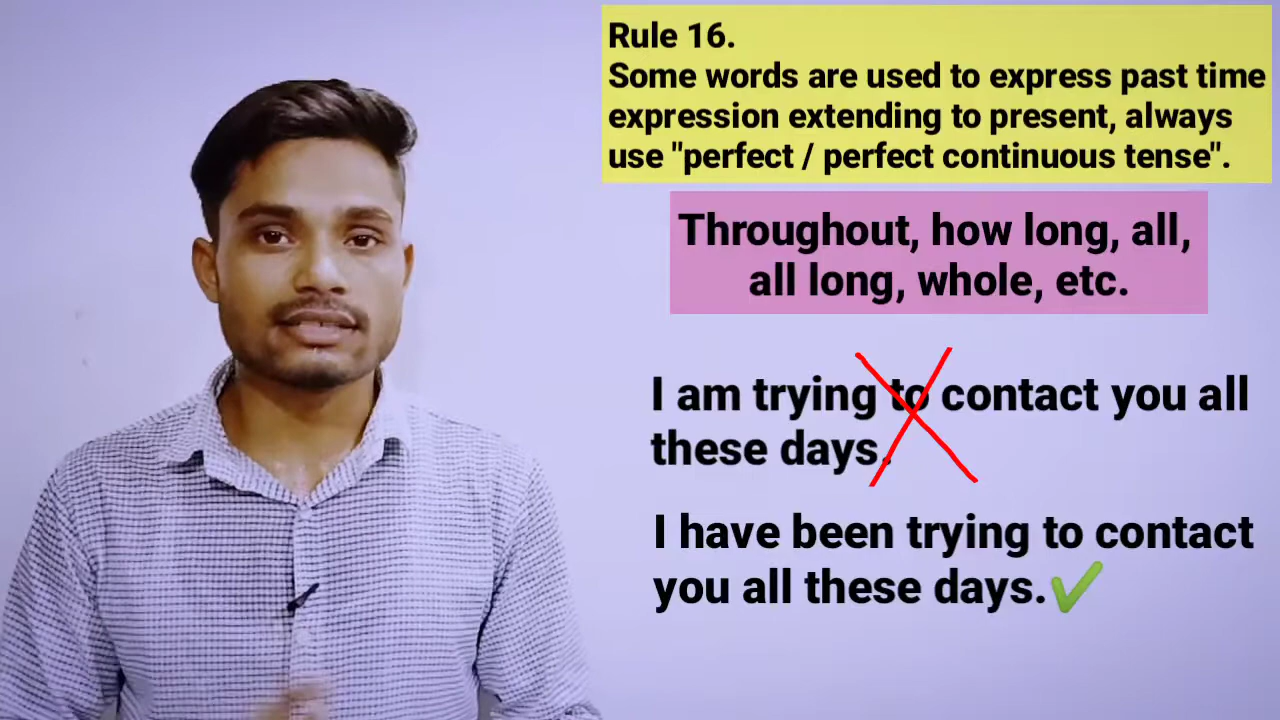 Rule 16.
Some words are used to express past time
expression extending to present, always
use "perfect / perfect continuous tense".
Throughout, how long, all,
all long, whole, etc.
I am trying to contact you all
these days.
I have been trying to contact
you all these days.